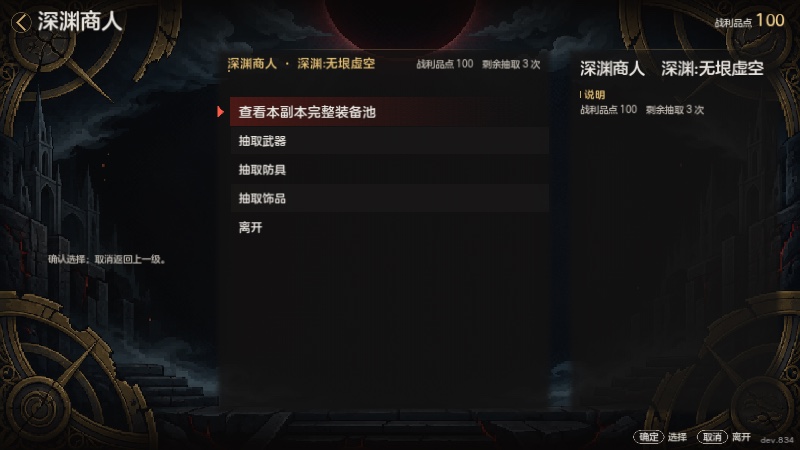 深渊商人
战利品点 100
深渊商人 · 深渊:无垠虚空
战利品点 100 剩余抽取 3 次
查看本副本完整装备池
抽取武器
抽取防具
抽取饰品
离开
深渊商人 深渊:无垠虚空
说明
战利品点 100 剩余抽取 3 次
确认选择；取消返回上一级。
确定 选择 取消 离开
dev.834